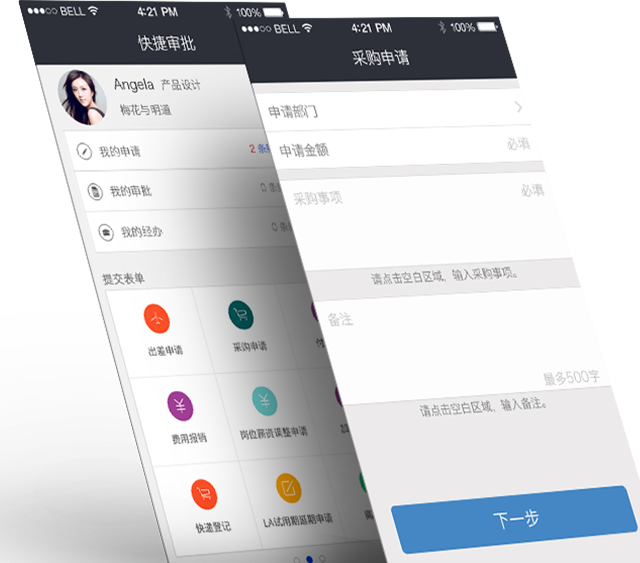 BELL 4:21 PM 100%
快捷审批
Angela 产品设计
梅花与明道
我的申请 2 条
我的审批 0 条
我的经办 0 条
提交表单
出差申请 采购申请
费用报销 岗位薪资调整申请
快递登记 LA试用期延期申请
BELL 4:21 PM 100%
采购申请
申请部门
申请金额 必填
采购事项 必填
请点击空白区域，输入采购事项。
备注
最多500字
请点击空白区域，输入备注。
下一步